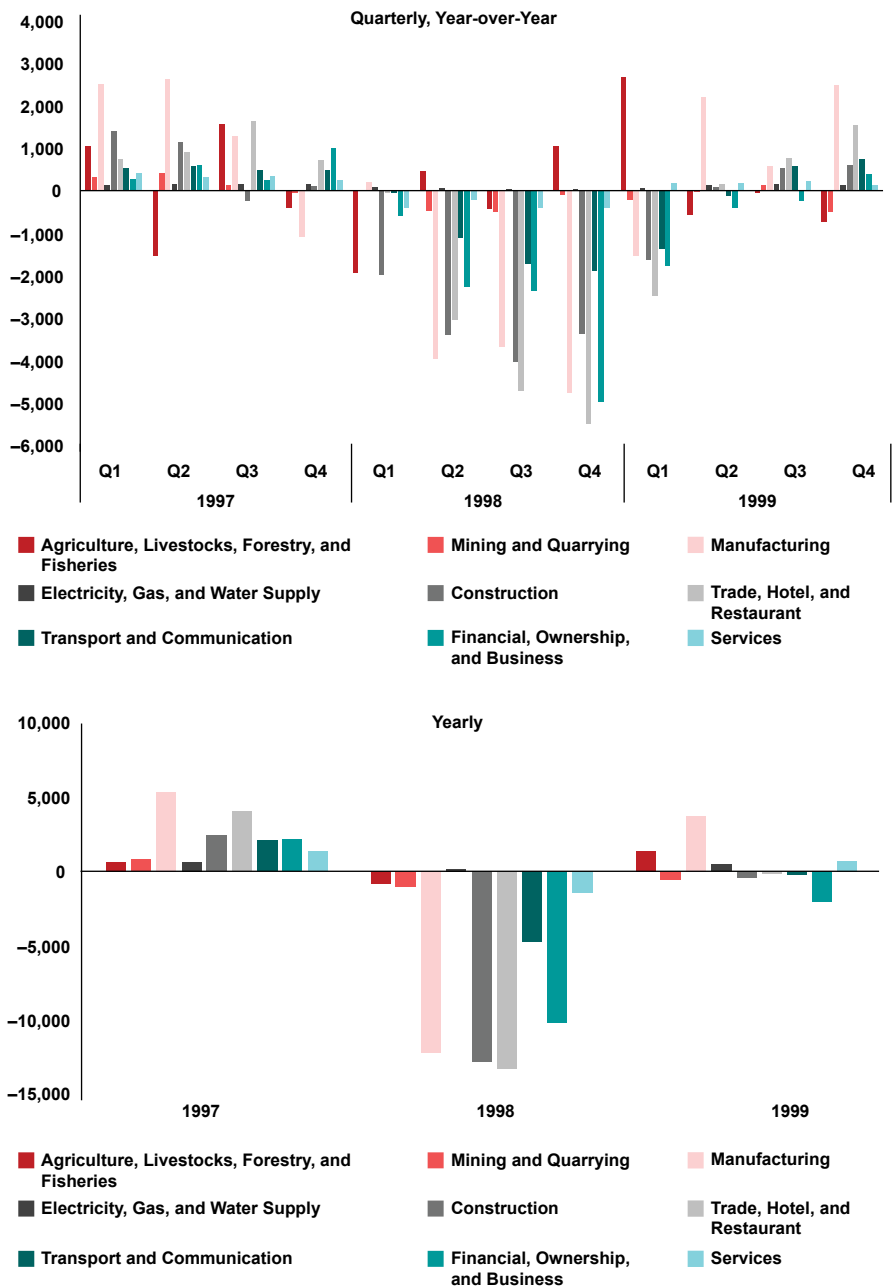 Quarterly, Year-over-Year
4,000
3,000
2,000
1,000
0
–1,000
–2,000
–3,000
–4,000
–5,000
–6,000
Q1 Q2 Q3 Q4 Q1 Q2 Q3 Q4 Q1 Q2 Q3 Q4
1997 1998 1999
Agriculture, Livestocks, Forestry, and
Fisheries
Mining and Quarrying
Manufacturing
Electricity, Gas, and Water Supply
Construction
Trade, Hotel, and
Restaurant
Transport and Communication
Financial, Ownership,
and Business
Services
Yearly
10,000
5,000
0
–5,000
–10,000
–15,000
1997 1998 1999
Agriculture, Livestocks, Forestry, and
Fisheries
Mining and Quarrying
Manufacturing
Electricity, Gas, and Water Supply
Construction
Trade, Hotel, and
Restaurant
Transport and Communication
Financial, Ownership,
and Business
Services